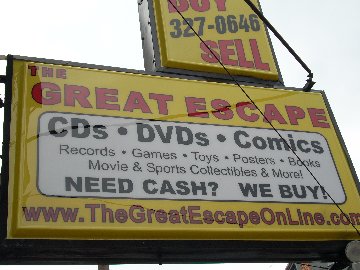 BUY
327-0646
SELL
THE
GREAT ESCAPE
CDs • DVDs • Comics
Records • Games • Toys • Posters • Books
Movie & Sports Collectibles & More!
NEED CASH? WE BUY!
www.TheGreatEscapeOnLine.com